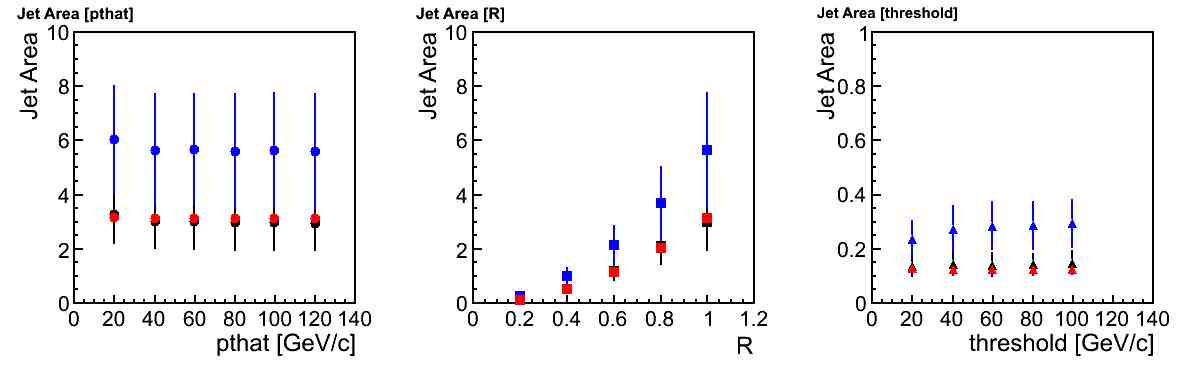 Jet Area [pthat]
Jet Area
10
8
6
4
2
0
0 20 40 60 80 100 120 140
pthat [GeV/c]
Jet Area [R]
Jet Area
10
8
6
4
2
0
0 0.2 0.4 0.6 0.8 1 1.2
R
Jet Area [threshold]
Jet Area
1
0.8
0.6
0.4
0.2
0
0 20 40 60 80 100 120 140
threshold [GeV/c]